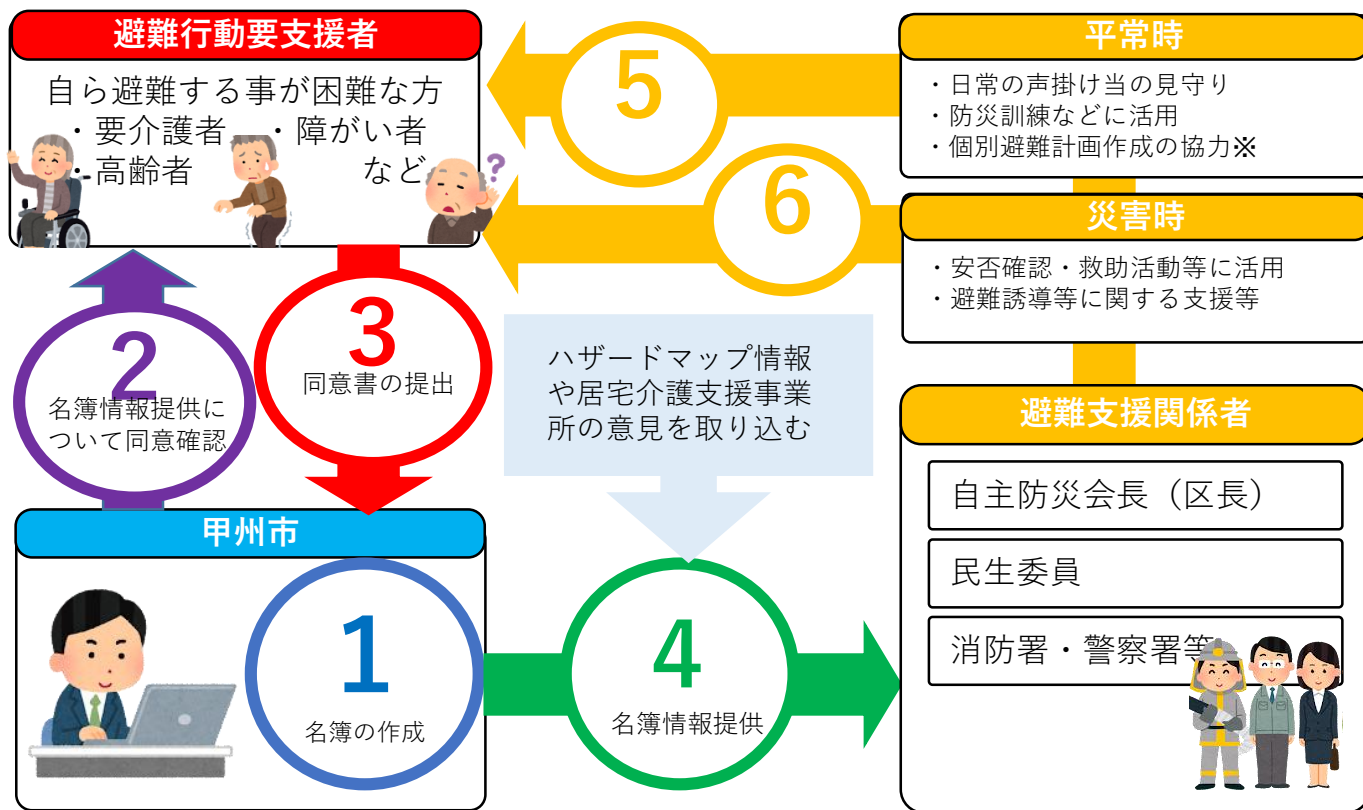 避難行動要支援者
自ら避難する事が困難な方
・要介護者 ・障がい者
・高齢者 など
?
5
平常時
・日常の声掛け当の見守り
・防災訓練などに活用
・個別避難計画作成の協力※
6
災害時
・安否確認・救助活動等に活用
・避難誘導等に関する支援等
2
名簿情報提供に
ついて同意確認
3
同意書の提出
ハザードマップ情報
や居宅介護支援事業
所の意見を取り込む
避難支援関係者
自主防災会長（区長）
民生委員
消防署・警察署等
甲州市
1
名簿の作成
4
名簿情報提供